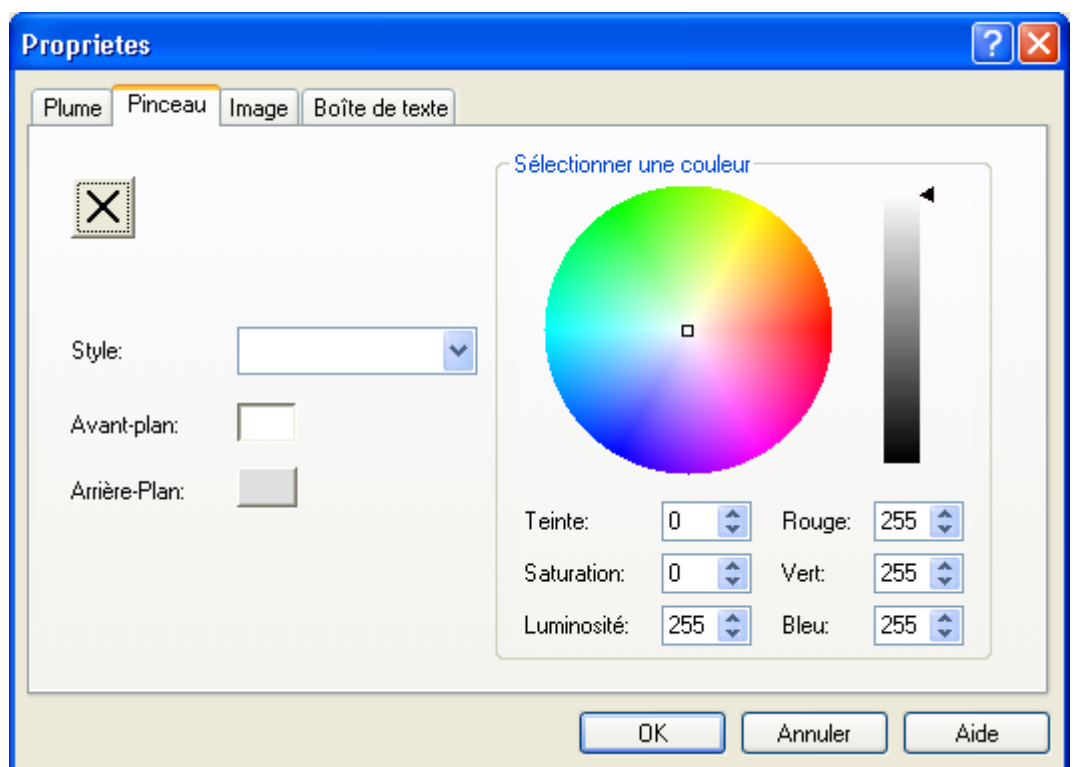 Proprietes
Plume Pinceau Image Boîte de texte
Sélectionner une couleur
Style:
Avant-plan:
Arrière-Plan:
Teinte: 0 Rouge: 255
Saturation: 0 Vert: 255
Luminosité: 255 Bleu: 255
OK Annuler Aide